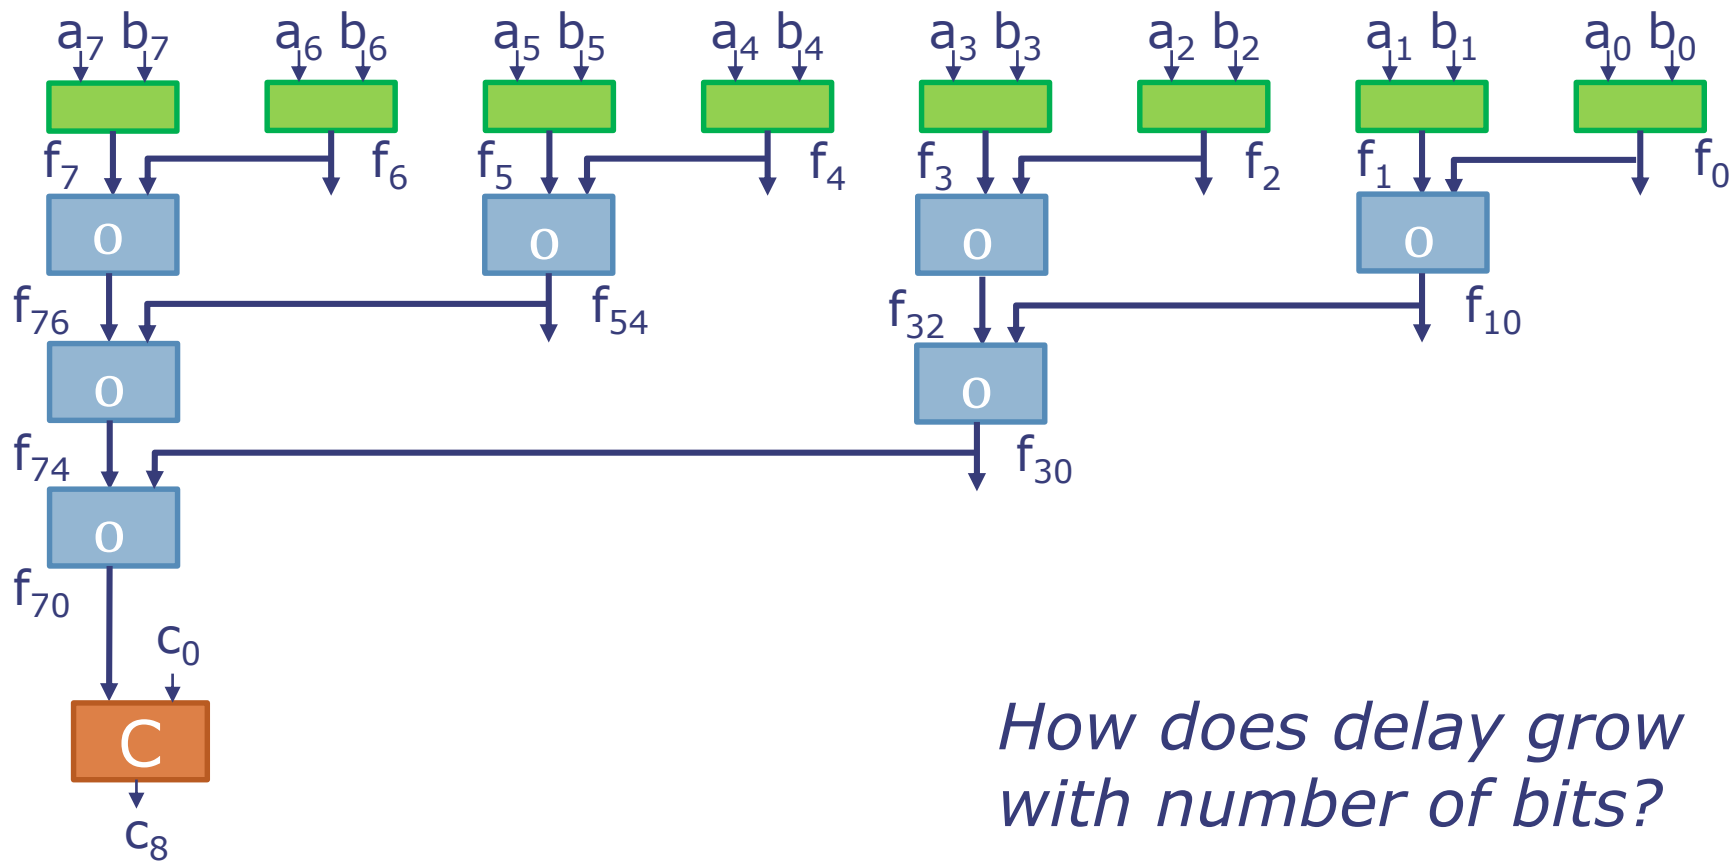 a₇ b₇ a₆ b₆ a₅ b₅ a₄ b₄ a₃ b₃ a₂ b₂ a₁ b₁ a₀ b₀
f₇ f₆ f₅ f₄ f₃ f₂ f₁ f₀
o o o o
f₇₆ f₅₄ f₃₂ f₁₀
o o
f₇₄ f₃₀
o
f₇₀
c₀
C
c₈
How does delay grow
with number of bits?